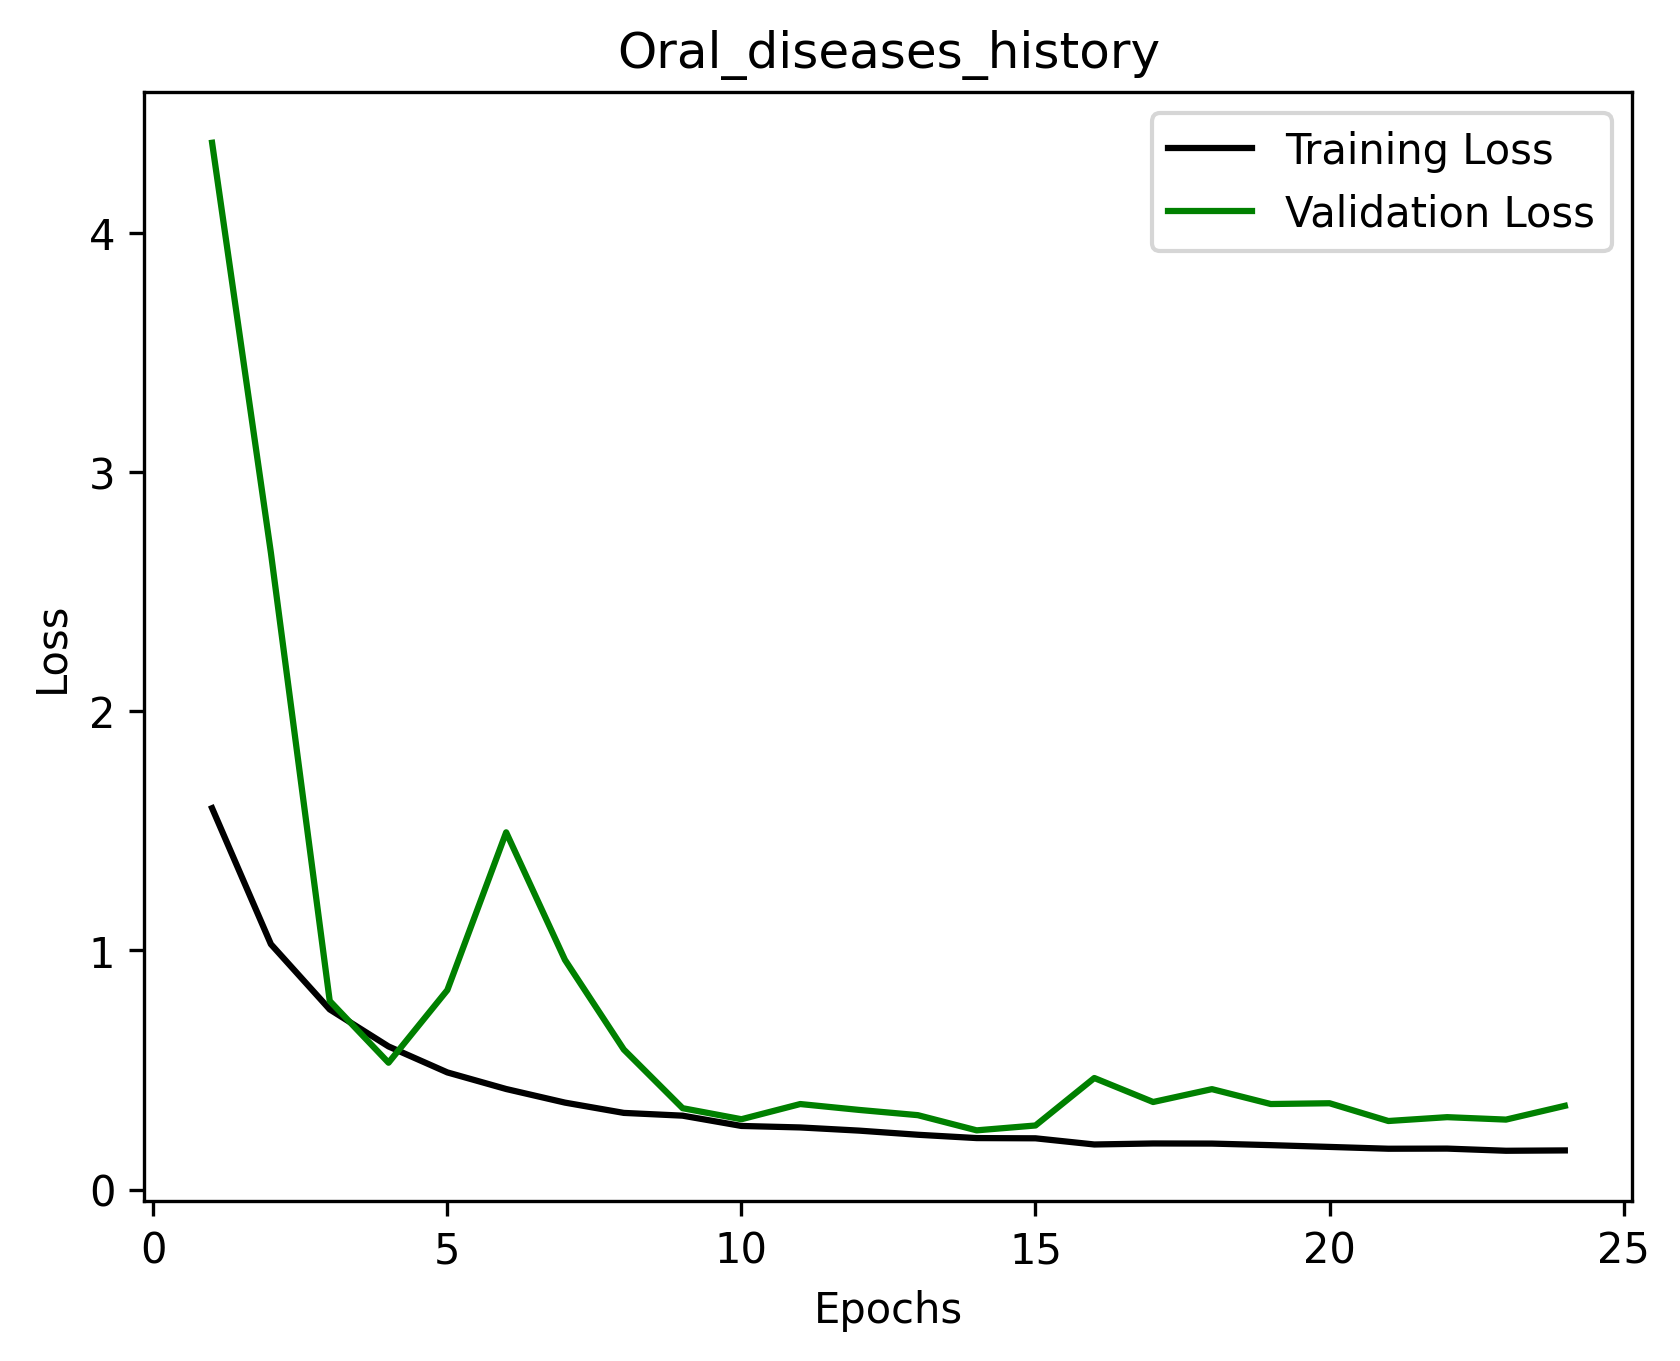 Oral_diseases_history
Training Loss
Validation Loss
4
3
2
1
0
Loss
0 5 10 15 20 25
Epochs